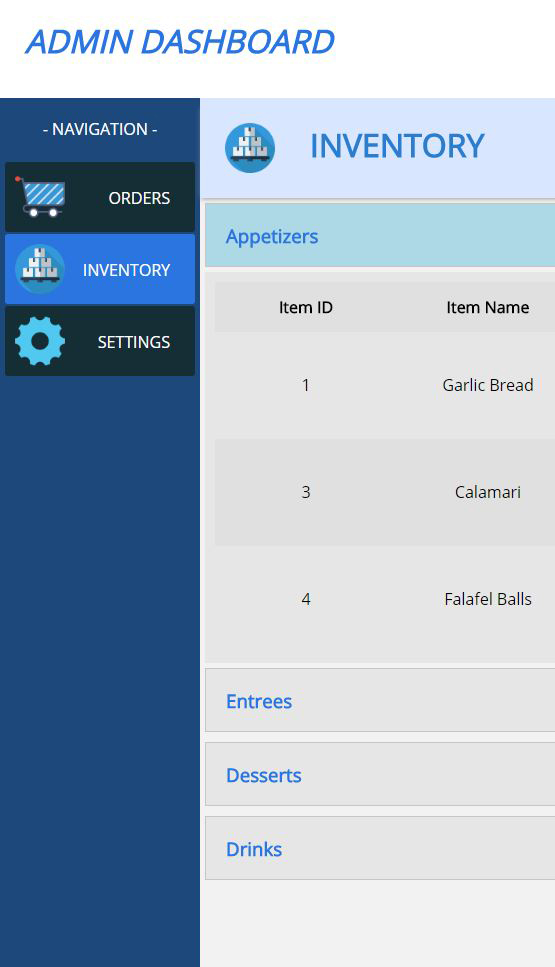 ADMIN DASHBOARD
- NAVIGATION -
ORDERS
INVENTORY
SETTINGS
INVENTORY
Appetizers
Item ID Item Name
1 Garlic Bread
3 Calamari
4 Falafel Balls
Entrees
Desserts
Drinks